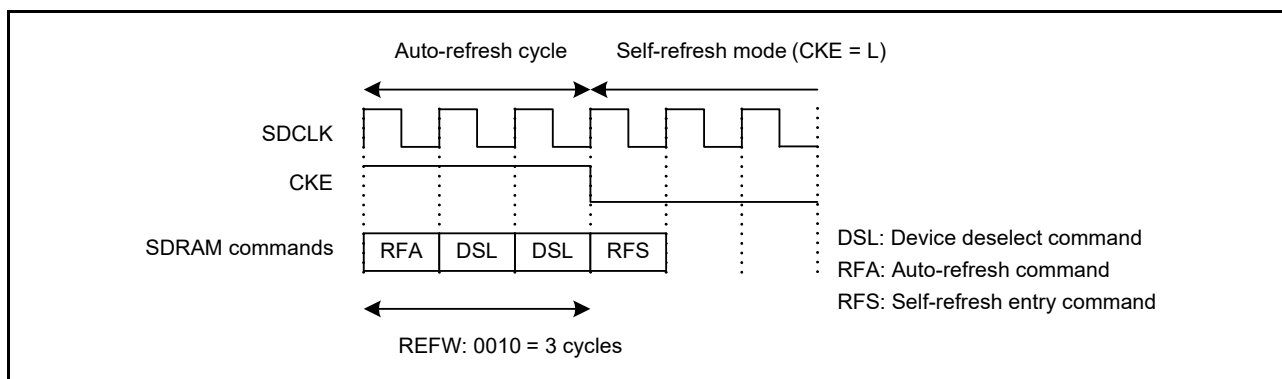 Auto-refresh cycle Self-refresh mode (CKE = L)
SDCLK
CKE
SDRAM commands RFA DSL DSL RFS
DSL: Device deselect command
RFA: Auto-refresh command
RFS: Self-refresh entry command
REFW: 0010 = 3 cycles